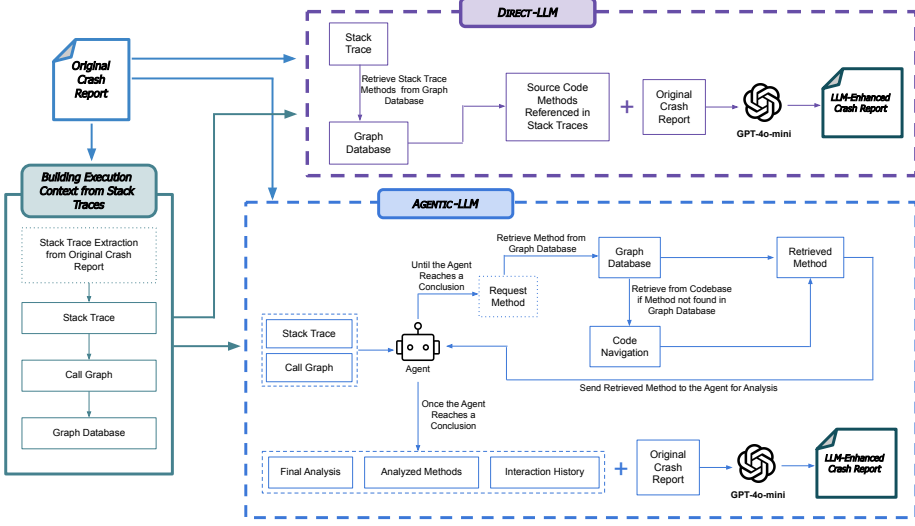 Original
Crash
Report
Building Execution
Context from Stack
Traces
Stack Trace Extraction
from Original Crash
Report
Stack Trace
Call Graph
Graph Database
DIRECT-LLM
Stack
Trace
Retrieve Stack Trace
Methods from Graph
Database
Graph
Database
Source Code
Methods
Referenced in
Stack Traces
+
Original
Crash
Report
GPT-4o-mini
LLM-Enhanced
Crash Report
AGENTIC-LLM
Stack Trace
Call Graph
Agent
Until the Agent
Reaches a
Conclusion
Request
Method
Retrieve Method from
Graph Database
Graph
Database
Retrieve from Codebase
if Method not found in
Graph Database
Code
Navigation
Retrieved
Method
Send Retrieved Method to the Agent for Analysis
Once the Agent
Reaches a
Conclusion
Final Analysis
Analyzed Methods
Interaction History
+
Original
Crash
Report
GPT-4o-mini
LLM-Enhanced
Crash Report